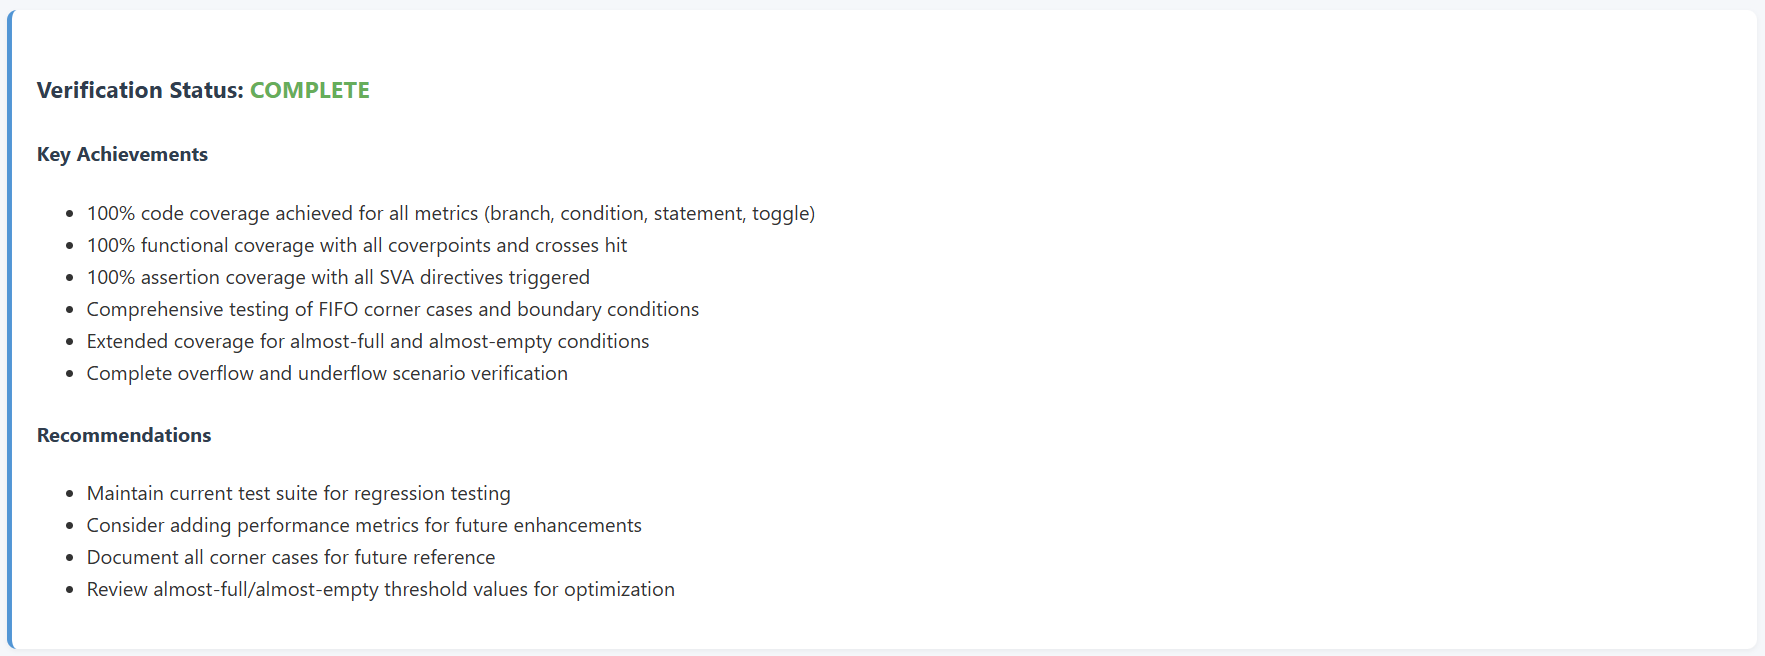 Verification Status: COMPLETE
Key Achievements
100% code coverage achieved for all metrics (branch, condition, statement, toggle)
100% functional coverage with all coverpoints and crosses hit
100% assertion coverage with all SVA directives triggered
Comprehensive testing of FIFO corner cases and boundary conditions
Extended coverage for almost-full and almost-empty conditions
Complete overflow and underflow scenario verification
Recommendations
Maintain current test suite for regression testing
Consider adding performance metrics for future enhancements
Document all corner cases for future reference
Review almost-full/almost-empty threshold values for optimization